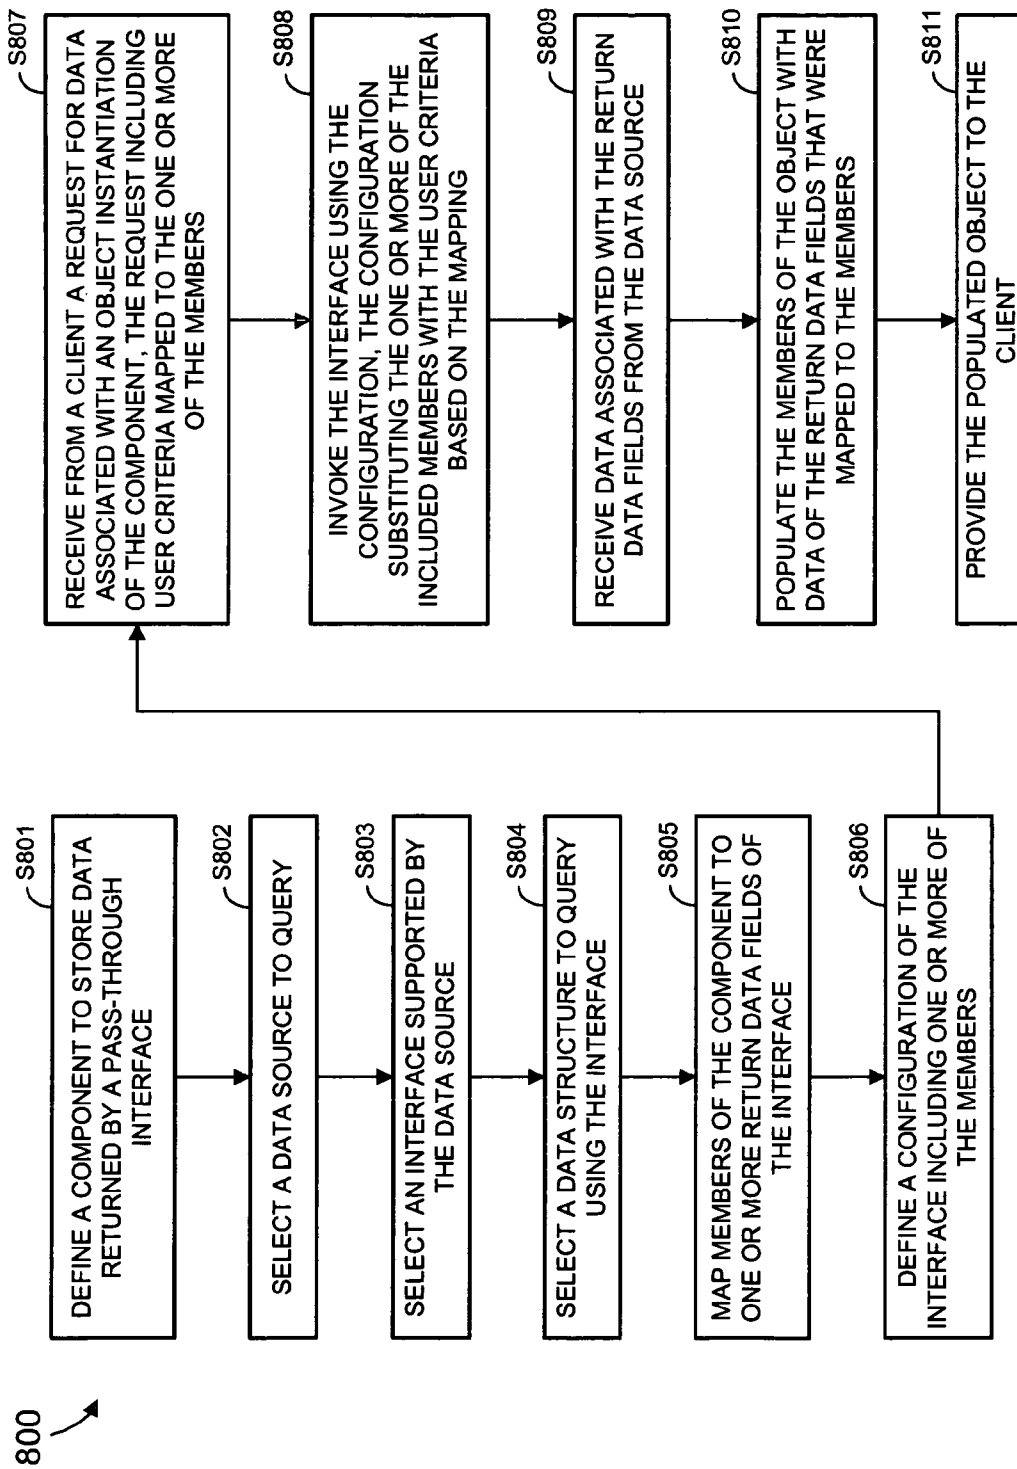 800
S801
DEFINE A COMPONENT TO STORE DATA
RETURNED BY A PASS-THROUGH
INTERFACE
S802
SELECT A DATA SOURCE TO QUERY
S803
SELECT AN INTERFACE SUPPORTED BY
THE DATA SOURCE
S804
SELECT A DATA STRUCTURE TO QUERY
USING THE INTERFACE
S805
MAP MEMBERS OF THE COMPONENT TO
ONE OR MORE RETURN DATA FIELDS OF
THE INTERFACE
S806
DEFINE A CONFIGURATION OF THE
INTERFACE INCLUDING ONE OR MORE OF
THE MEMBERS
S807
RECEIVE FROM A CLIENT A REQUEST FOR DATA
ASSOCIATED WITH AN OBJECT INSTANTIATION
OF THE COMPONENT, THE REQUEST INCLUDING
USER CRITERIA MAPPED TO THE ONE OR MORE
OF THE MEMBERS
S808
INVOKE THE INTERFACE USING THE
CONFIGURATION, THE CONFIGURATION
SUBSTITUTING THE ONE OR MORE OF THE
INCLUDED MEMBERS WITH THE USER CRITERIA
BASED ON THE MAPPING
S809
RECEIVE DATA ASSOCIATED WITH THE RETURN
DATA FIELDS FROM THE DATA SOURCE
S810
POPULATE THE MEMBERS OF THE OBJECT WITH
DATA OF THE RETURN DATA FIELDS THAT WERE
MAPPED TO THE MEMBERS
S811
PROVIDE THE POPULATED OBJECT TO THE
CLIENT